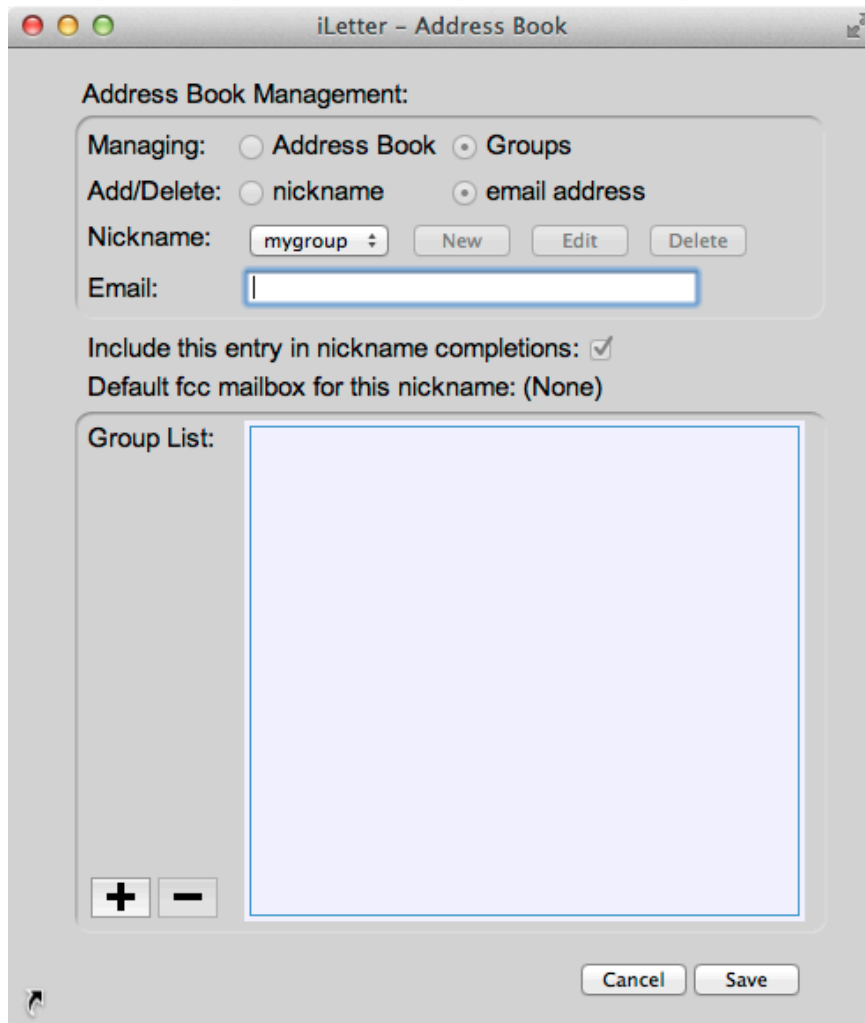 iLetter – Address Book
Address Book Management:
Managing: Address Book Groups
Add/Delete: nickname email address
Nickname: mygroup New Edit Delete
Email:
Include this entry in nickname completions:
Default fcc mailbox for this nickname: (None)
Group List:
Cancel Save